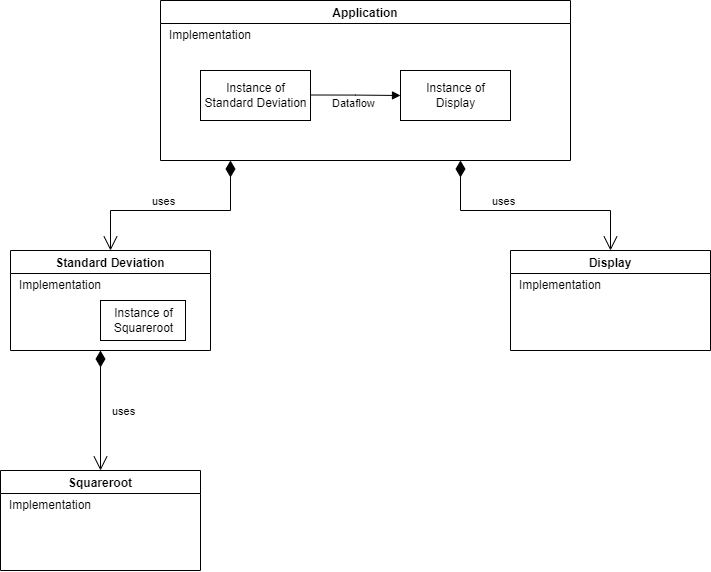 Application
Implementation
Instance of
Standard Deviation
Dataflow
Instance of
Display
uses
uses
Standard Deviation
Implementation
Instance of
Squareroot
Display
Implementation
uses
Squareroot
Implementation